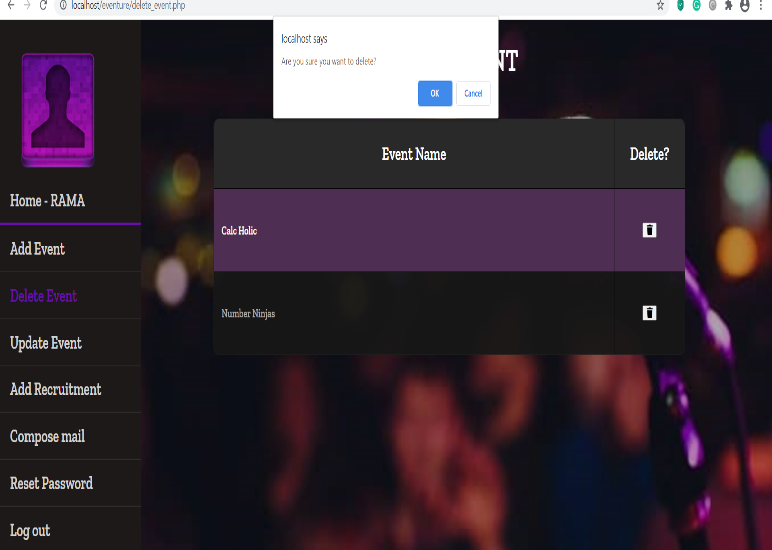 localhost/eventure/delete_event.php
localhost says
Are you sure you want to delete?
OK
Cancel
NT
Home - RAMA
Add Event
Delete Event
Update Event
Add Recruitment
Compose mail
Reset Password
Log out
Event Name
Delete?
Calc Holic
Number Ninjas